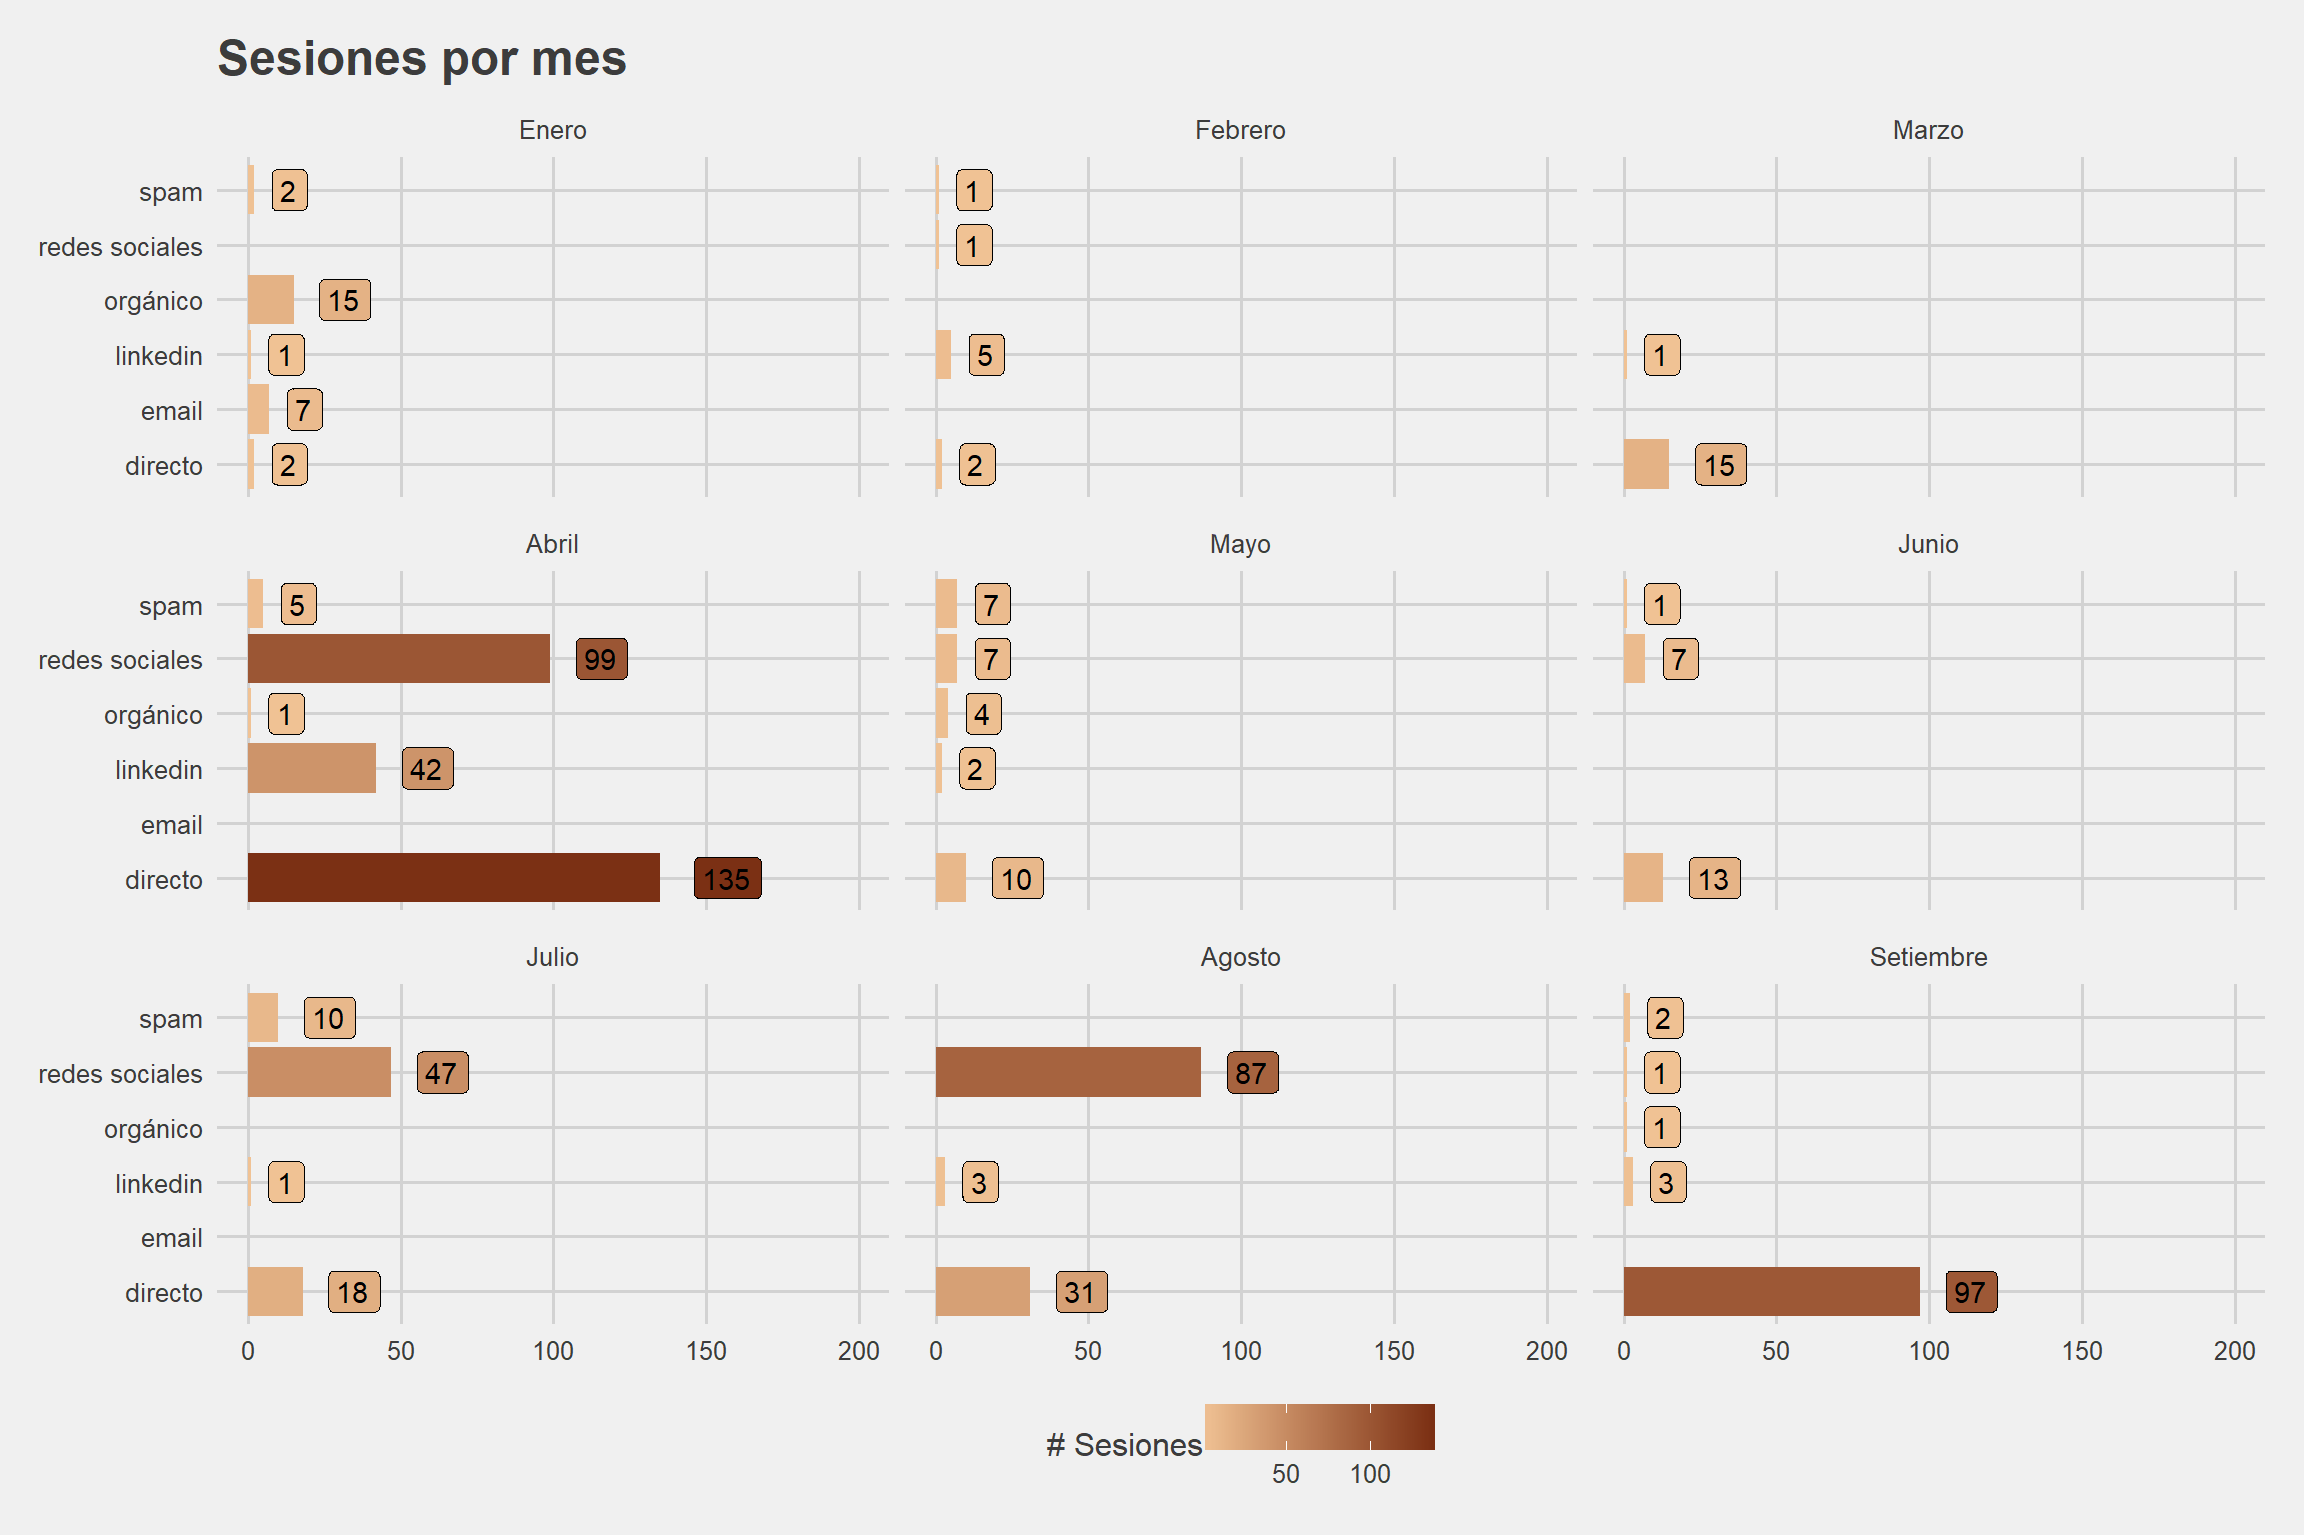 Sesiones por mes
Enero Febrero Marzo
spam 2 1
redes sociales 1
orgánico 15
linkedin 1 5 1
email 7
directo 2 2 15
Abril Mayo Junio
spam 5 7 1
redes sociales 99 7 7
orgánico 1 4
linkedin 42 2
email
directo 135 10 13
Julio Agosto Setiembre
spam 10 2
redes sociales 47 87 1
orgánico 1
linkedin 1 3 3
email
directo 18 31 97
0 50 100 150 200 0 50 100 150 200 0 50 100 150 200
# Sesiones
50 100